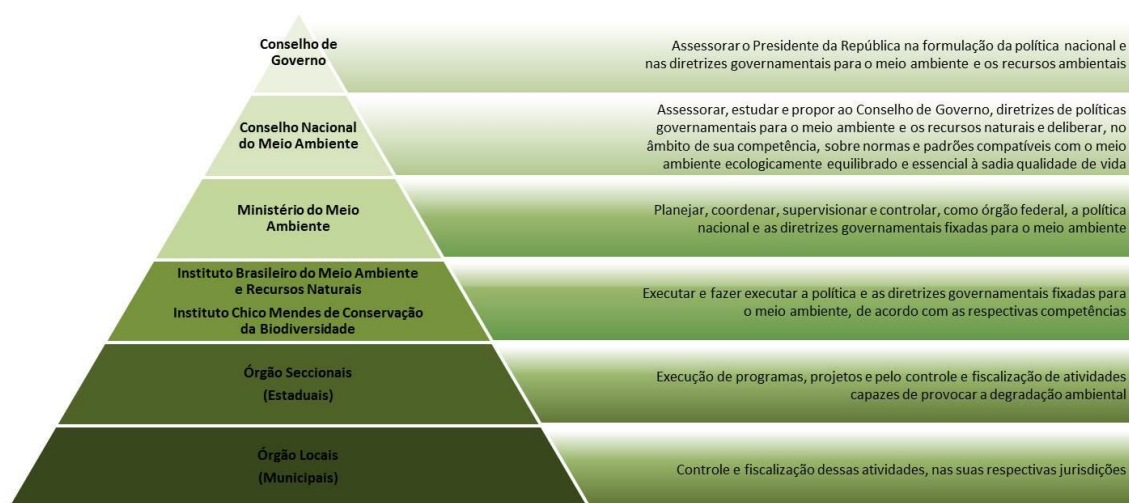 Conselho de
Governo
Assessorar o Presidente da República na formulação da política nacional e
nas diretrizes governamentais para o meio ambiente e os recursos ambientais
Conselho Nacional
do Meio Ambiente
Assessorar, estudar e propor ao Conselho de Governo, diretrizes de políticas
governamentais para o meio ambiente e os recursos naturais e deliberar, no
âmbito de sua competência, sobre normas e padrões compatíveis com o meio
ambiente ecologicamente equilibrado e essencial à sadia qualidade de vida
Ministério do Meio
Ambiente
Planejar, coordenar, supervisionar e controlar, como órgão federal, a política
nacional e as diretrizes governamentais fixadas para o meio ambiente
Instituto Brasileiro do Meio Ambiente
e Recursos Naturais
Instituto Chico Mendes de Conservação
da Biodiversidade
Executar e fazer executar a política e as diretrizes governamentais fixadas para
o meio ambiente, de acordo com as respectivas competências
Órgão Seccionais
(Estaduais)
Execução de programas, projetos e pelo controle e fiscalização de atividades
capazes de provocar a degradação ambiental
Órgão Locais
(Municipais)
Controle e fiscalização dessas atividades, nas suas respectivas jurisdições